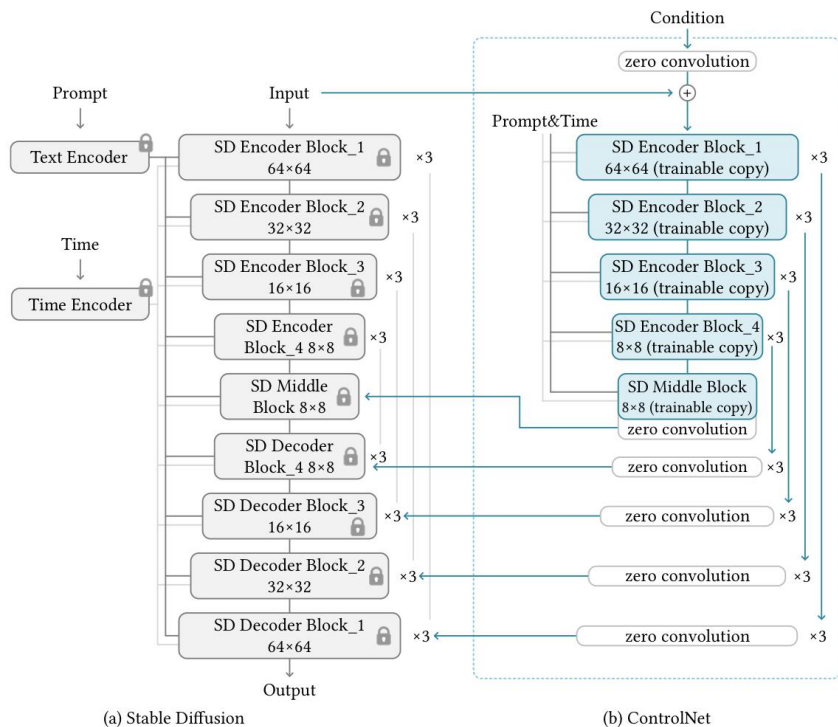 Condition
zero convolution
Prompt
Input
+
Prompt&Time
Text Encoder
SD Encoder Block_1
64×64
×3
SD Encoder Block_1
64×64 (trainable copy)
×3
SD Encoder Block_2
32×32
×3
SD Encoder Block_2
32×32 (trainable copy)
×3
Time
Time Encoder
SD Encoder Block_3
16×16
×3
SD Encoder Block_3
16×16 (trainable copy)
×3
SD Encoder
Block_4 8×8
×3
SD Encoder Block_4
8×8 (trainable copy)
×3
SD Middle
Block 8×8
SD Middle Block
8×8 (trainable copy)
zero convolution
SD Decoder
Block_4 8×8
×3
zero convolution
×3
SD Decoder Block_3
16×16
×3
zero convolution
×3
SD Decoder Block_2
32×32
×3
zero convolution
×3
SD Decoder Block_1
64×64
×3
zero convolution
×3
Output
(a) Stable Diffusion
(b) ControlNet